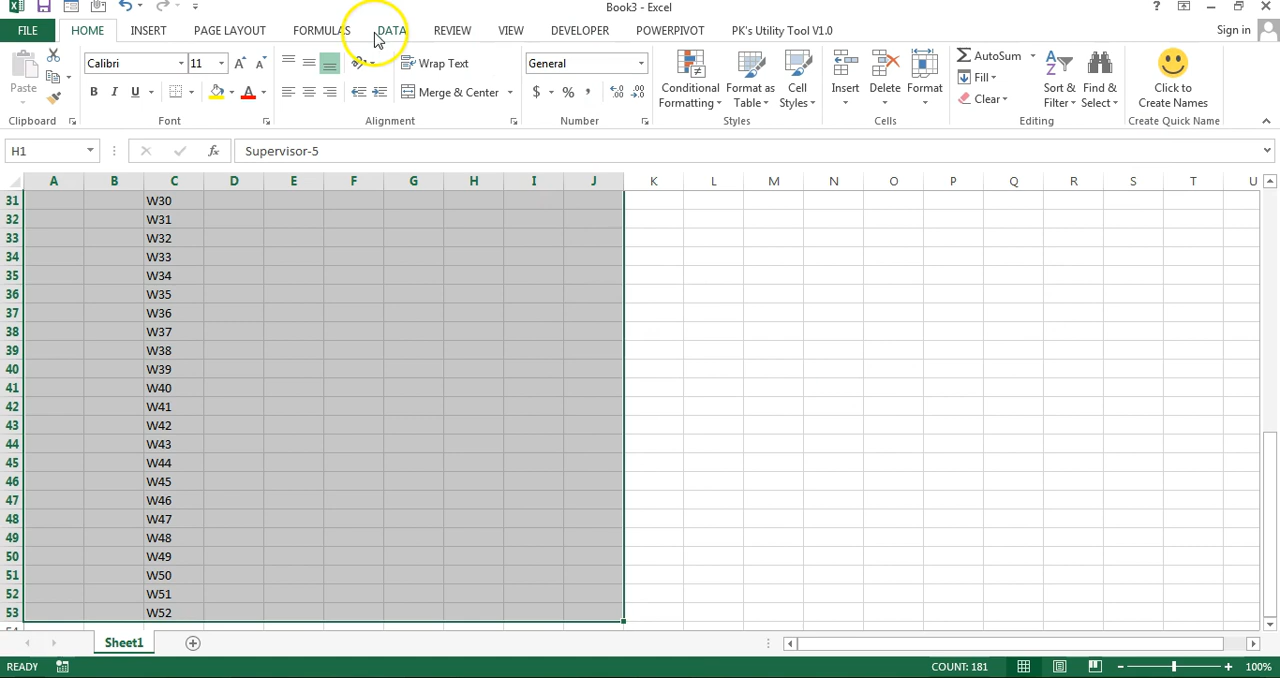 Book3 - Excel
?
FILE HOME INSERT PAGE LAYOUT FORMULAS DATA REVIEW VIEW DEVELOPER POWERPIVOT PK's Utility Tool V1.0 Sign in
Paste
Calibri 11
Wrap Text
Merge & Center
General
$ %
Conditional Formatting
Format as Table
Cell Styles
Insert Delete Format
AutoSum
Fill
Clear
Sort & Filter
Find & Select
Click to Create Names
Clipboard Font Alignment Number Styles Cells Editing Create Quick Name
H1 fx Supervisor-5
A B C D E F G H I J K L M N O P Q R S T U
31 W30
32 W31
33 W32
34 W33
35 W34
36 W35
37 W36
38 W37
39 W38
40 W39
41 W40
42 W41
43 W42
44 W43
45 W44
46 W45
47 W46
48 W47
49 W48
50 W49
51 W50
52 W51
53 W52
Sheet1
READY COUNT: 181 100%